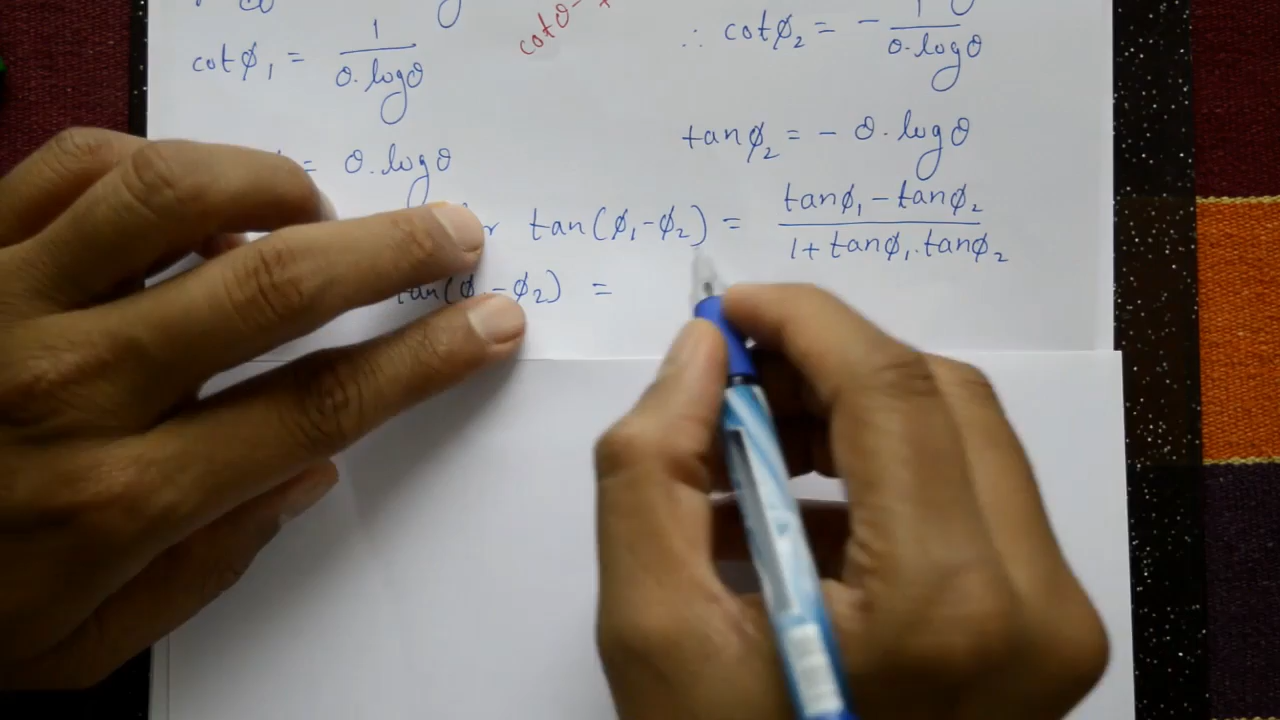 cotφ₁ = 1/(θ. logθ)
cotθ
∴ cotφ₂ = - 1/(θ. logθ)
= θ. logθ
tanφ₂ = - θ. logθ
tan(φ₁-φ₂) = (tanφ₁ - tanφ₂)/(1+ tanφ₁. tanφ₂)
tan(φ - φ₂) =